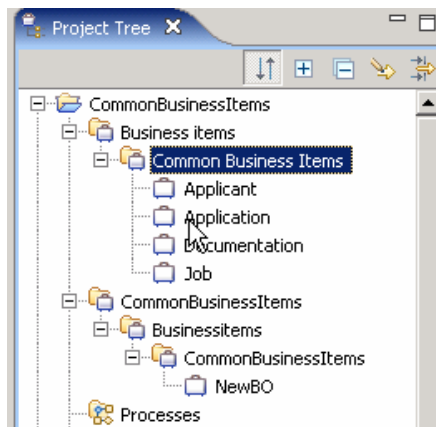 Project Tree
CommonBusinessItems
Business items
Common Business Items
Applicant
Application
Documentation
Job
CommonBusinessItems
Businessitems
CommonBusinessItems
NewBO
Processes